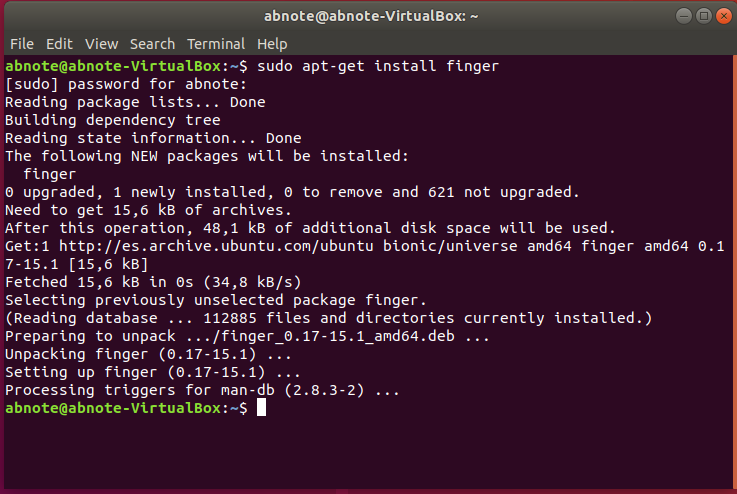 abnote@abnote-VirtualBox: ~
File Edit View Search Terminal Help
abnote@abnote-VirtualBox:~$ sudo apt-get install finger
[sudo] password for abnote:
Reading package lists... Done
Building dependency tree
Reading state information... Done
The following NEW packages will be installed:
  finger
0 upgraded, 1 newly installed, 0 to remove and 621 not upgraded.
Need to get 15,6 kB of archives.
After this operation, 48,1 kB of additional disk space will be used.
Get:1 http://es.archive.ubuntu.com/ubuntu bionic/universe amd64 finger amd64 0.1
7-15.1 [15,6 kB]
Fetched 15,6 kB in 0s (34,8 kB/s)
Selecting previously unselected package finger.
(Reading database ... 112885 files and directories currently installed.)
Preparing to unpack .../finger_0.17-15.1_amd64.deb ...
Unpacking finger (0.17-15.1) ...
Setting up finger (0.17-15.1) ...
Processing triggers for man-db (2.8.3-2) ...
abnote@abnote-VirtualBox:~$